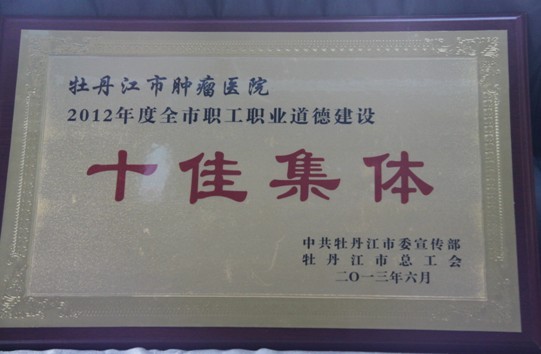 牡丹江市肿瘤医院
2012年度全市职工职业道德建设
十佳集体
中共牡丹江市委宣传部
牡丹江市总工会
二〇一三年六月